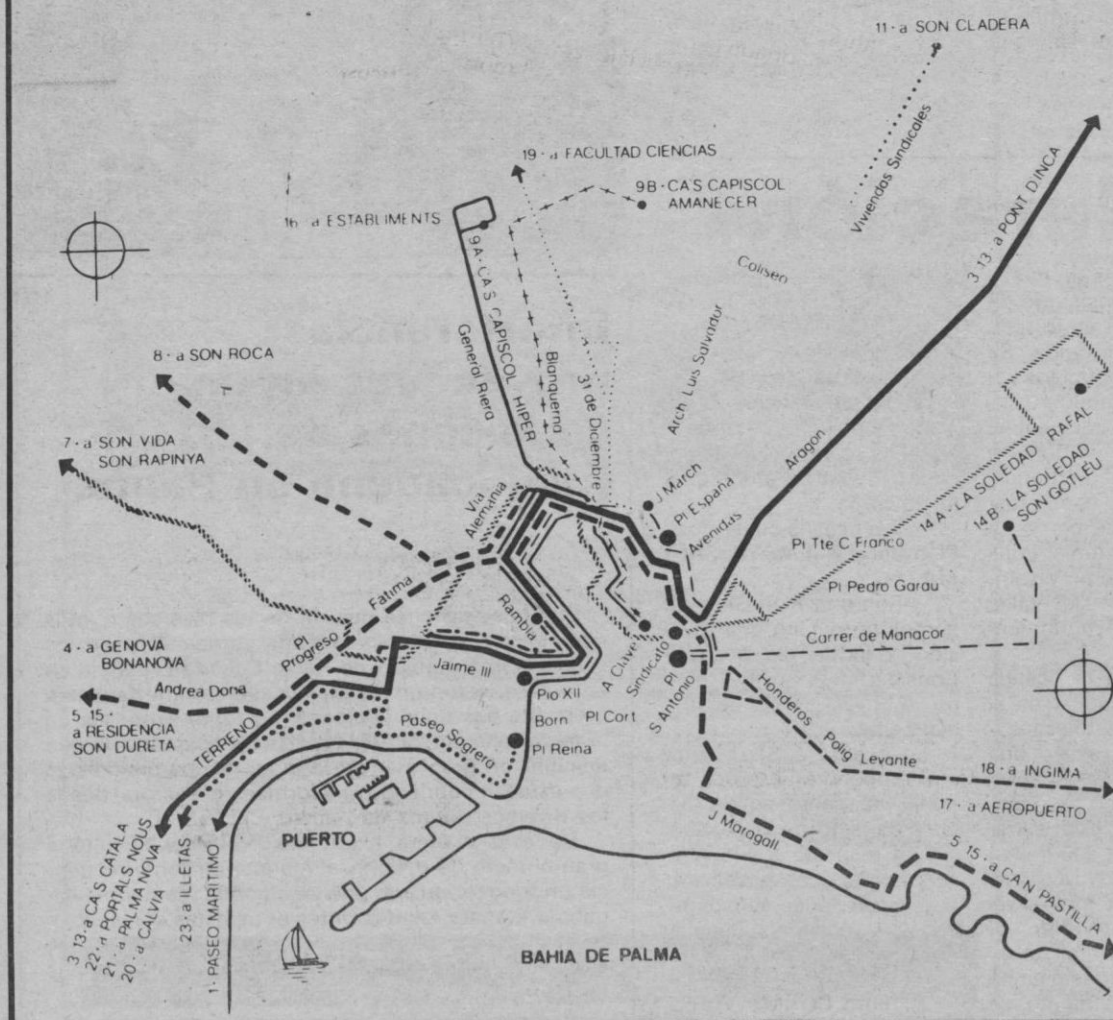 11 - a SON CLADERA
19 - a FACULTAD CIENCIAS
9B - CA'S CAPISCOL
AMANECER
16 - a ESTABLIMENTS
Viviendas Sindicales
3 13 - a PONT D'INCA
9A - CA'S CAPISCOL HIPER
General Riera
Blanquerna
31 de Diciembre
Coliseo
Arch Luis Salvador
Aragon
8 - a SON ROCA
7 - a SON VIDA
SON RAPINYA
Via
Alemania
J March
Pl España
Avenidas
14 A - LA SOLEDAD RAFAL
14 B - LA SOLEDAD
SON GOTLEU
Pl Tte C Franco
Pl Pedro Garau
Carrer de Manacor
Fatima
Pl
Progreso
Rambla
4 - a GENOVA
BONANOVA
Andrea Doria
5 15 -
a RESIDENCIA
SON DURETA
Jaime III
A Clave
Sindicato
Pl
S Antonio
Pio XII
Born
Pl Cort
Pl Reina
Honderos
Polig Levante
18 - a INGIMA
17 - a AEROPUERTO
TERRENO
Paseo Sagrera
PUERTO
J Maragall
5 15 - a CA'N PASTILLA
3 13 - a CA'S CATALA
22 - a PORTALS NOUS
21 - a PALMA NOVA
20 - a CALVIA
23 - a ILLETAS
1 - PASEO MARITIMO
BAHIA DE PALMA